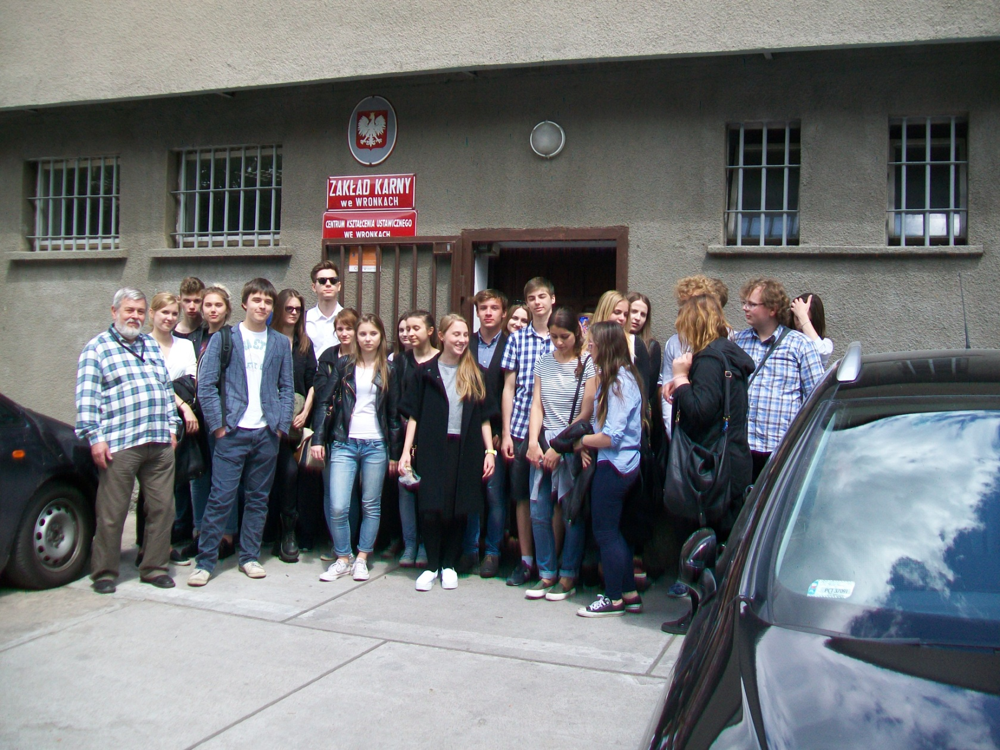 ZAKŁAD KARNY
we WRONKACH
CENTRUM KSZTAŁCENIA USTAWICZNEGO
WE WRONKACH